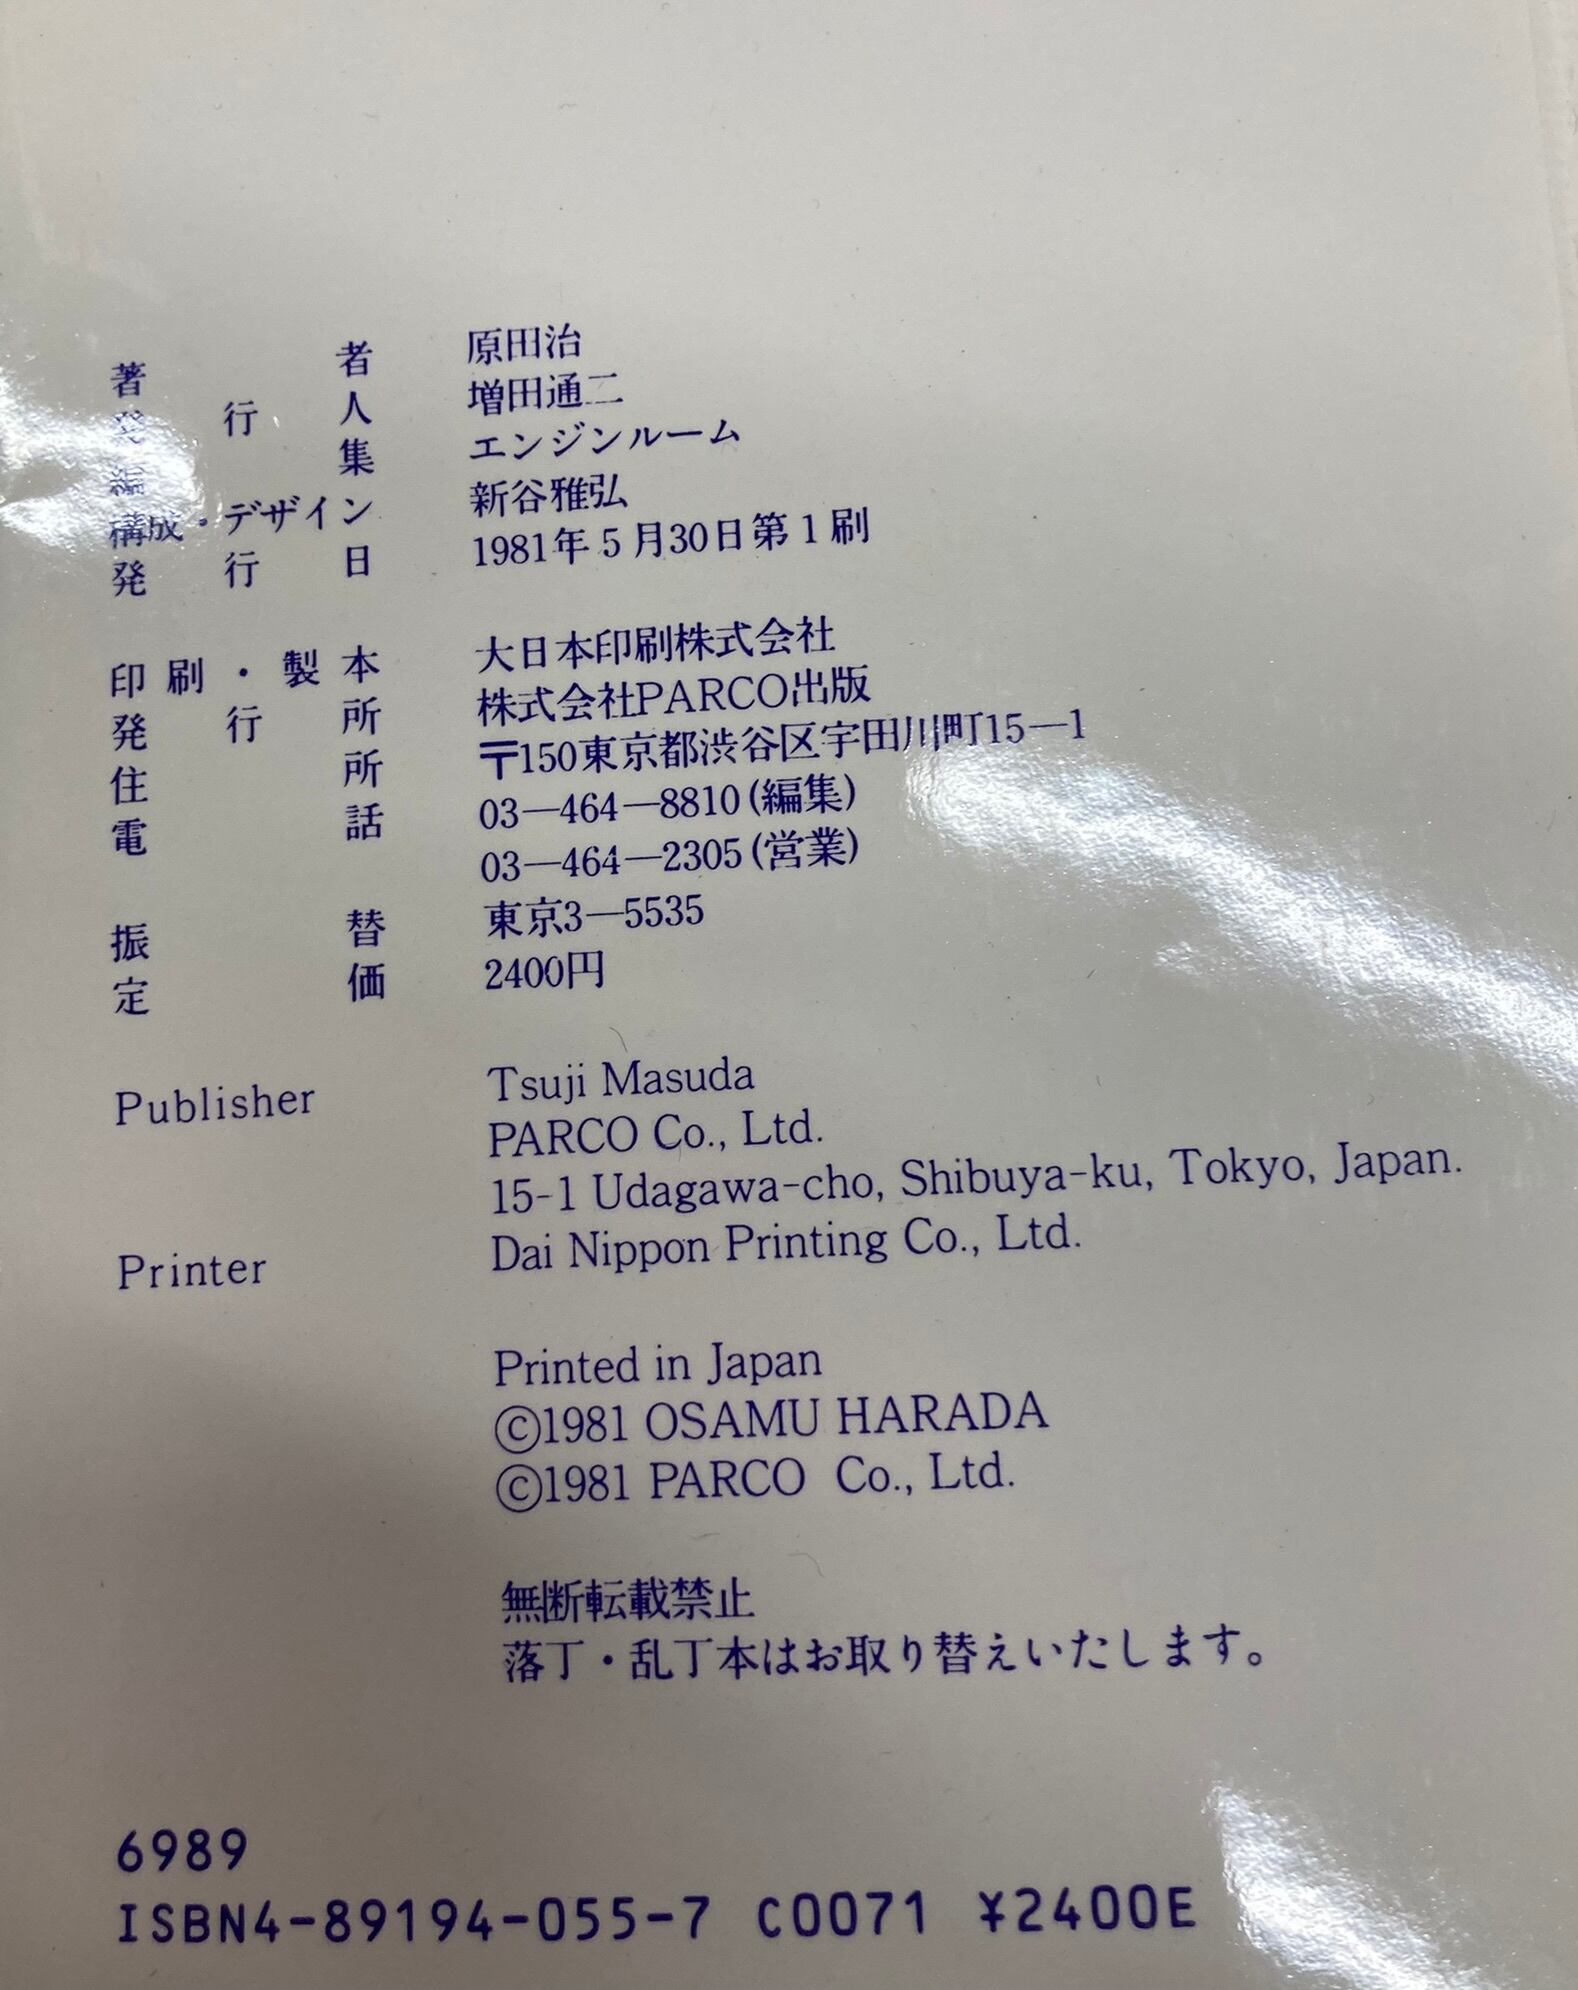 著者 原田治
発行人 増田通二
編集 エンジンルーム
構成・デザイン 新谷雅弘
発行日 1981年5月30日第1刷
印刷・製本 大日本印刷株式会社
発行所 株式会社PARCO出版
住所 〒150東京都渋谷区宇田川町15―1
電話 03―464―8810(編集)
03―464―2305(営業)
振替 東京3―5535
定価 2400円
Publisher Tsuji Masuda
PARCO Co., Ltd.
15-1 Udagawa-cho, Shibuya-ku, Tokyo, Japan.
Printer Dai Nippon Printing Co., Ltd.
Printed in Japan
©1981 OSAMU HARADA
©1981 PARCO Co., Ltd.
無断転載禁止
落丁・乱丁本はお取り替えいたします。
6989
ISBN4-89194-055-7 C0071 ¥2400E